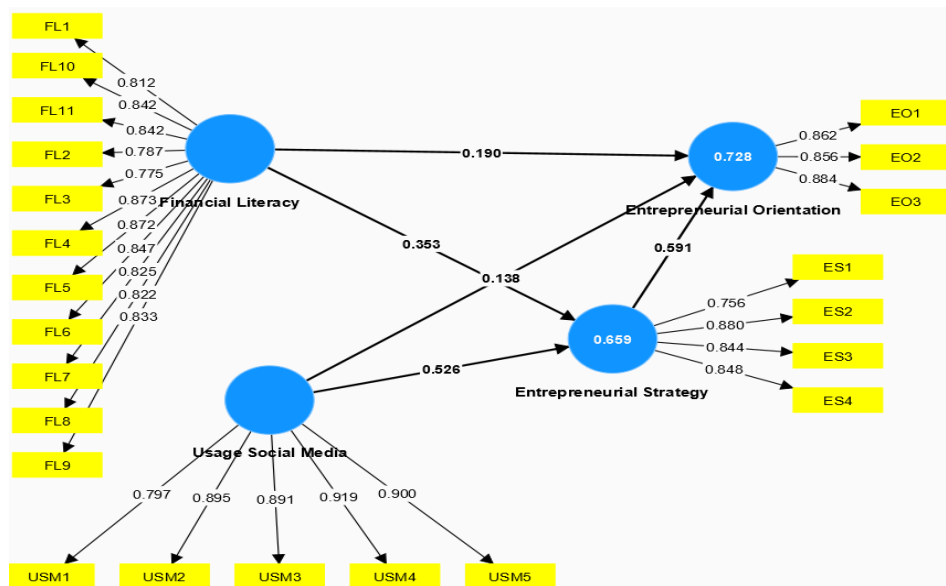 FL1
FL10
FL11
FL2
FL3
FL4
FL5
FL6
FL7
FL8
FL9
0.812
0.842
0.842
0.787
0.775
0.873
0.872
0.847
0.825
0.822
0.833
Financial Literacy
0.190
0.353
0.138
0.526
0.591
0.728
Entrepreneurial Orientation
0.862
0.856
0.884
EO1
EO2
EO3
0.659
Entrepreneurial Strategy
0.756
0.880
0.844
0.848
ES1
ES2
ES3
ES4
Usage Social Media
0.797
0.895
0.891
0.919
0.900
USM1
USM2
USM3
USM4
USM5